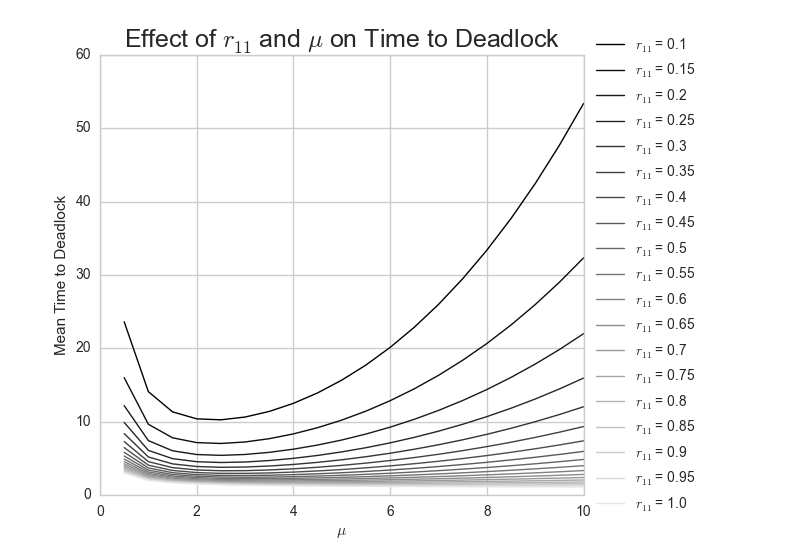 Effect of r₁₁ and μ on Time to Deadlock
Mean Time to Deadlock
60
50
40
30
20
10
0
0 2 4 6 8 10
μ
r₁₁ = 0.1
r₁₁ = 0.15
r₁₁ = 0.2
r₁₁ = 0.25
r₁₁ = 0.3
r₁₁ = 0.35
r₁₁ = 0.4
r₁₁ = 0.45
r₁₁ = 0.5
r₁₁ = 0.55
r₁₁ = 0.6
r₁₁ = 0.65
r₁₁ = 0.7
r₁₁ = 0.75
r₁₁ = 0.8
r₁₁ = 0.85
r₁₁ = 0.9
r₁₁ = 0.95
r₁₁ = 1.0